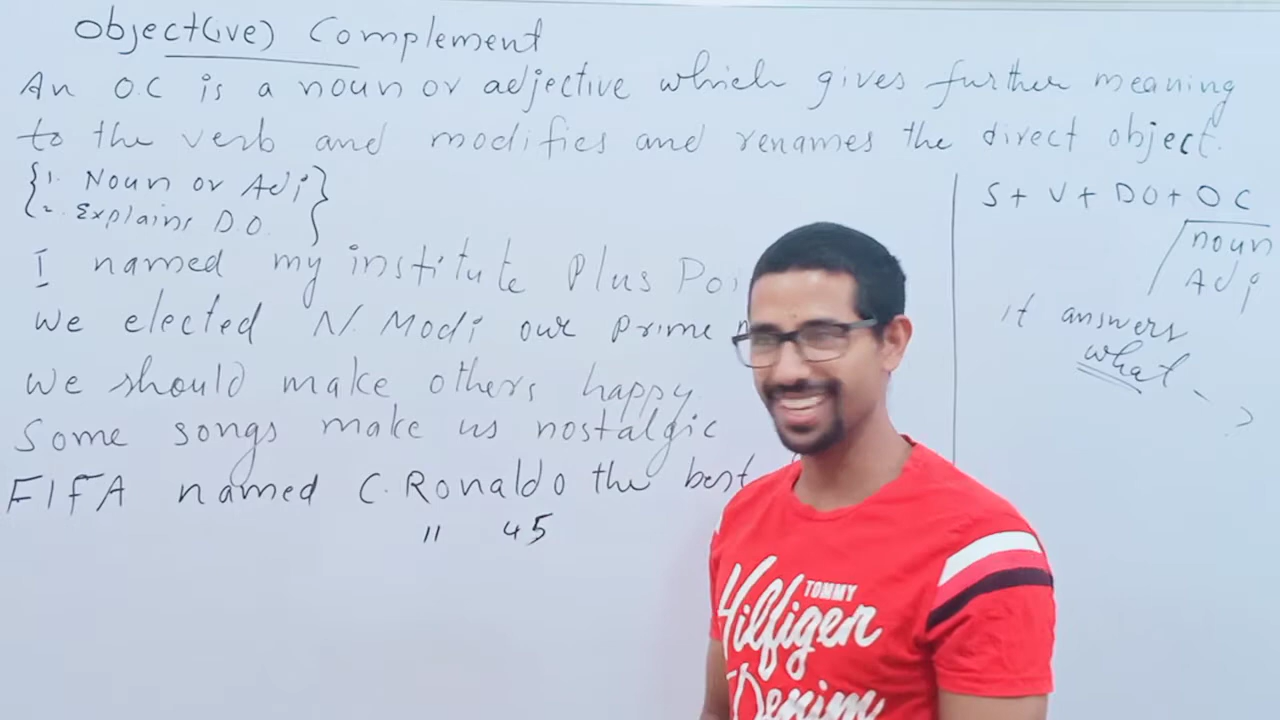 Object(ive) Complement
An O.C is a noun or adjective which gives further meaning
to the verb and modifies and renames the direct object.
1. Noun or Adj
2. Explains D.O.
I named my institute Plus Poi
We elected N. Modi our prime
We should make others happy
Some songs make us nostalgic
FIFA named C. Ronaldo the best
" 45
S + V + DO + OC
noun
Adj
it answers
what
TOMMY
Hilfiger
Denim